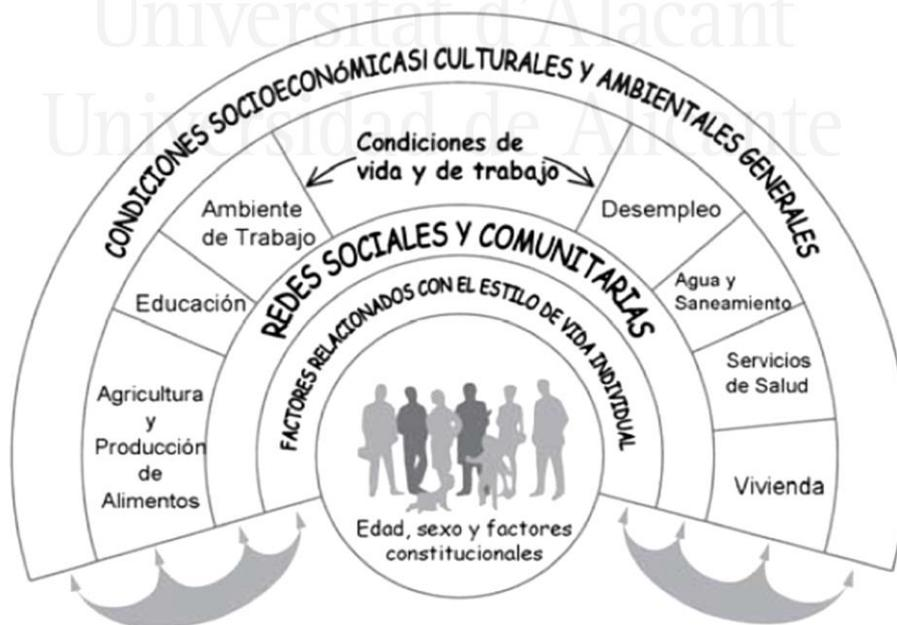 Universitat d'Alacant
Universidad de Alicante
CONDICIONES SOCIOECONÓMICAS| CULTURALES Y AMBIENTALES GENERALES
Condiciones de
vida y de trabajo
Ambiente
de Trabajo
Desempleo
REDES SOCIALES Y COMUNITARIAS
Educación
Agua y
Saneamiento
FACTORES RELACIONADOS CON EL ESTILO DE VIDA INDIVIDUAL
Agricultura
y
Producción
de
Alimentos
Servicios
de Salud
Vivienda
Edad, sexo y factores
constitucionales